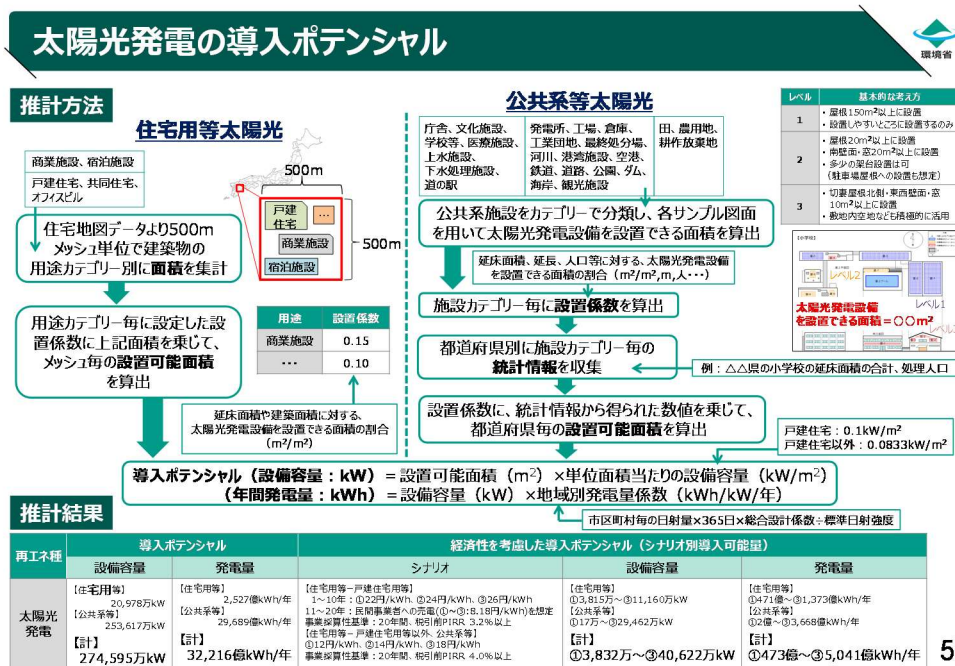 太陽光発電の導入ポテンシャル
環境省
推計方法
住宅用等太陽光
商業施設、宿泊施設
戸建住宅、共同住宅、
オフィスビル
500m
戸建
住宅
…
商業施設
宿泊施設
500m
住宅地図データより500m
メッシュ単位で建築物の
用途カテゴリー別に面積を集計
用途カテゴリー毎に設定した設
置係数に上記面積を乗じて、
メッシュ毎の設置可能面積
を算出
用途 設置係数
商業施設 0.15
… 0.10
延床面積や建築面積に対する、
太陽光発電設備を設置できる面積の割合
(m²/m²)
公共系等太陽光
庁舎、文化施設、
学校等、医療施設、
上水施設、
下水処理施設、
道の駅
発電所、工場、倉庫、
工業団地、最終処分場、
河川、港湾施設、空港、
鉄道、道路、公園、ダム、
海岸、観光施設
田、農用地、
耕作放棄地
公共系施設をカテゴリーで分類し、各サンプル図面
を用いて太陽光発電設備を設置できる面積を算出
延床面積、延長、人口等に対する、太陽光発電設備
を設置できる面積の割合(m²/m²,m,人・・・)
施設カテゴリー毎に設置係数を算出
都道府県別に施設カテゴリー毎の
統計情報を収集
例:△△県の小学校の延床面積の合計、処理人口
設置係数に、統計情報から得られた数値を乗じて、
都道府県毎の設置可能面積を算出
戸建住宅:0.1kW/m²
戸建住宅以外:0.0833kW/m²
レベル 基本的な考え方
1
・屋根150m²以上に設置
・設置しやすいところに設置するのみ
2
・屋根20m²以上に設置
・南壁面・窓20m²以上に設置
・多少の架台設置は可
(駐車場屋根への設置も想定)
3
・切妻屋根北側・東西壁面・窓
10m²以上に設置
・敷地内空地なども積極的に活用
【小学校】
レベル2
レベル1
太陽光発電設備
を設置できる面積=○○m²
レベル3
導入ポテンシャル(設備容量:kW)=設置可能面積(m²)×単位面積当たりの設備容量(kW/m²)
(年間発電量:kWh)=設備容量(kW)×地域別発電量係数(kWh/kW/年)
市区町村毎の日射量×365日×総合設計係数÷標準日射強度
推計結果
再エネ種 導入ポテンシャル 経済性を考慮した導入ポテンシャル(シナリオ別導入可能量)
設備容量 発電量 シナリオ 設備容量 発電量
太陽光
発電
【住宅用等】
20,978万kW
【公共系等】
253,617万kW
【計】
274,595万kW
【住宅用等】
2,527億kWh/年
【公共系等】
29,689億kWh/年
【計】
32,216億kWh/年
【住宅用等-戸建住宅用等】
1~10年:①22円/kWh、②24円/kWh、③26円/kWh
11~20年:民間事業者への売電(①~③:8.18円/kWh)を想定
事業採算性基準:20年間、税引前PIRR 3.2%以上
【住宅用等-戸建住宅用等以外、公共系等】
①12円/kWh、②14円/kWh、③18円/kWh
事業採算性基準:20年間、税引前PIRR 4.0%以上
【住宅用等】
①3,815万~③11,160万kW
【公共系等】
①17万~③29,462万kW
【計】
①3,832万~③40,622万kW
【住宅用等】
①471億~③1,373億kWh/年
【公共系等】
①2億~③3,668億kWh/年
【計】
①473億~③5,041億kWh/年
5